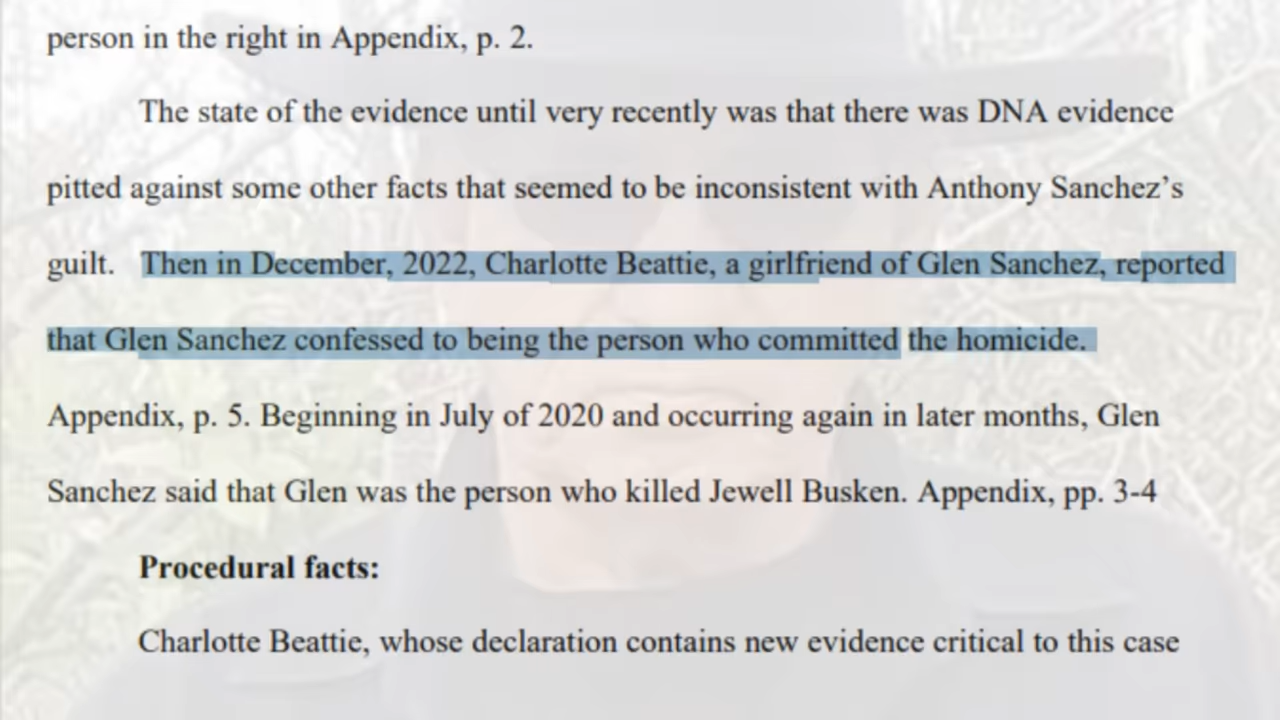 person in the right in Appendix, p. 2.
The state of the evidence until very recently was that there was DNA evidence
pitted against some other facts that seemed to be inconsistent with Anthony Sanchez’s
guilt. Then in December, 2022, Charlotte Beattie, a girlfriend of Glen Sanchez, reported
that Glen Sanchez confessed to being the person who committed the homicide.
Appendix, p. 5. Beginning in July of 2020 and occurring again in later months, Glen
Sanchez said that Glen was the person who killed Jewell Busken. Appendix, pp. 3-4
Procedural facts:
Charlotte Beattie, whose declaration contains new evidence critical to this case